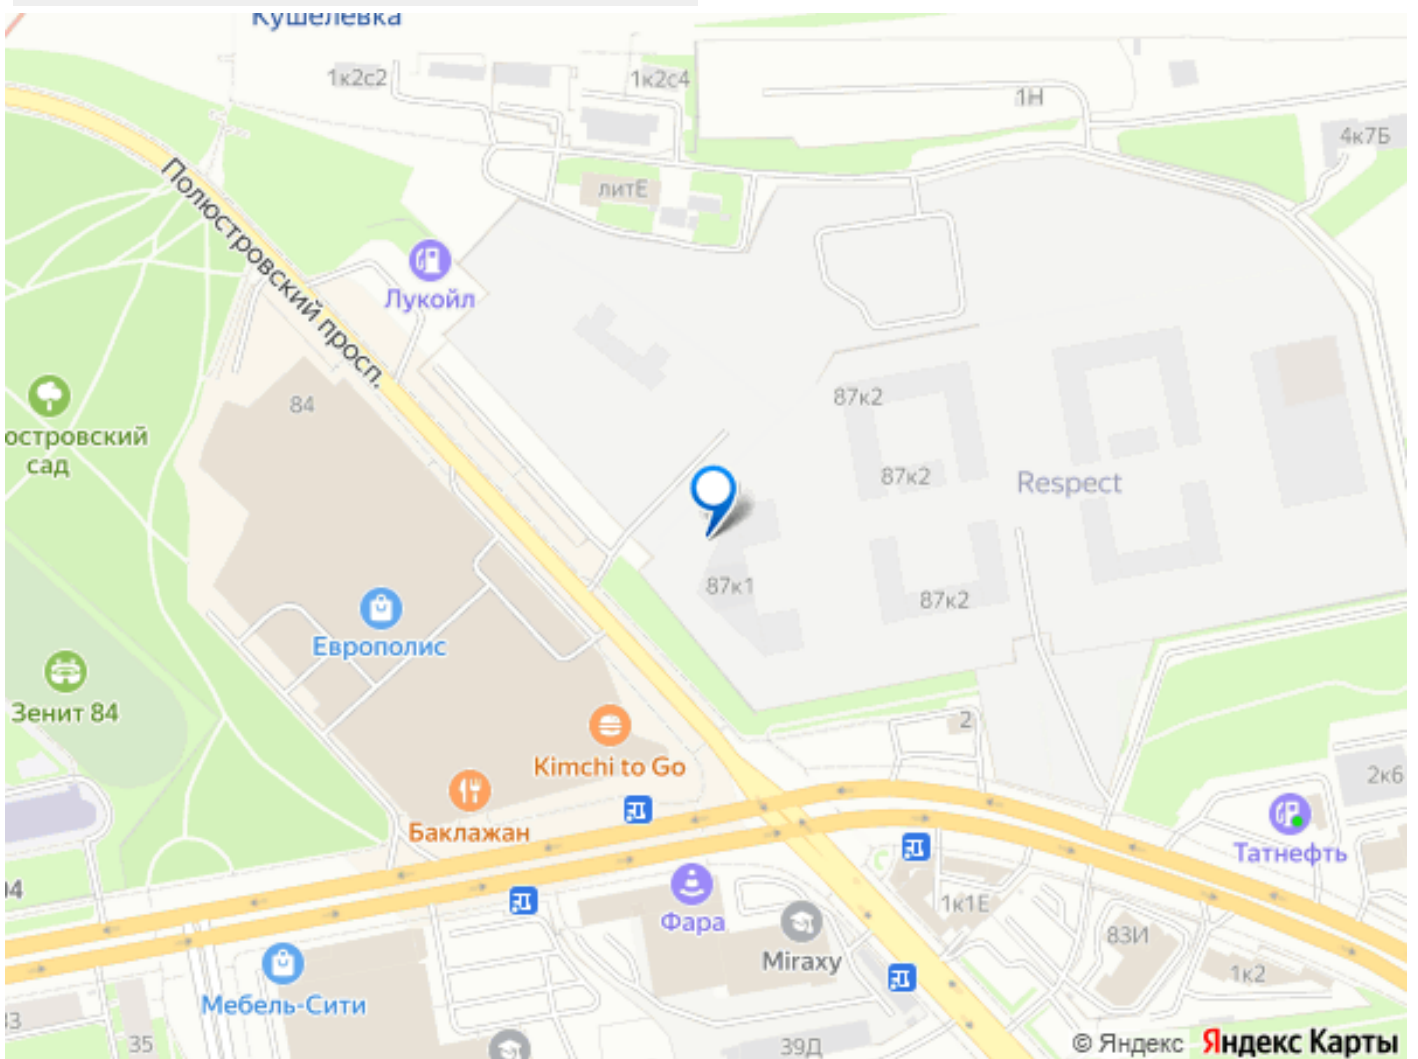 Кушелевка
1к2с2
1к2с4
1Н
4к7Б
литЕ
Полюстровский просп.
Лукойл
84
87к2
островский
сад
87к2
Respect
87к1
87к2
Европолис
Зенит 84
2
Kimchi to Go
2к6
Баклажан
Татнефть
1к1Е
Фара
83И
Miraxy
1к2
Мебель-Сити
35
39Д
© Яндекс Яндекс Карты